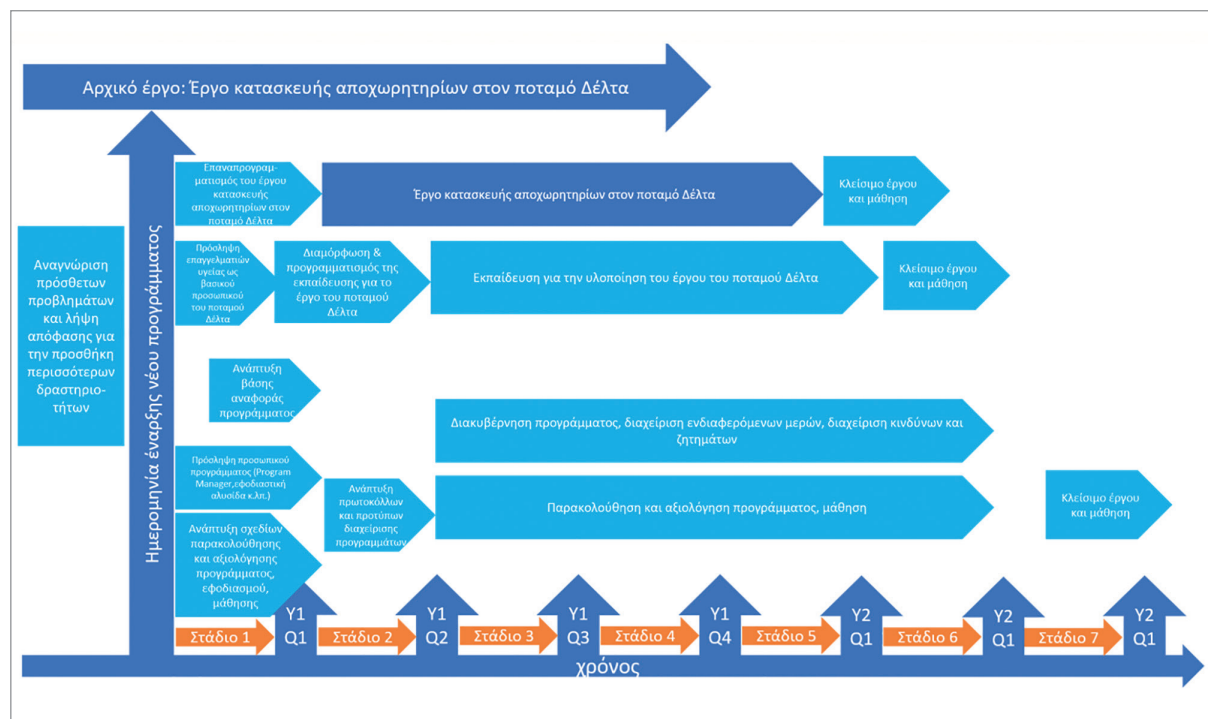 Αρχικό έργο: Έργο κατασκευής αποχωρητηρίων στον ποταμό Δέλτα
Αναγνώριση
πρόσθετων
προβλημάτων
και λήψη
απόφασης για
την προσθήκη
περισσότερων
δραστηριο-
τήτων
Ημερομηνία έναρξης νέου προγράμματος
Επαναπρογραμ-
ματισμός του έργου
κατασκευής
αποχωρητηρίων στον
ποταμό Δέλτα
Έργο κατασκευής αποχωρητηρίων στον ποταμό Δέλτα
Κλείσιμο έργου
και μάθηση
Πρόσληψη
επαγγελματιών
υγείας ως
βασικού
προσωπικού
του ποταμού
Δέλτα
Διαμόρφωση &
προγραμματισμός της
εκπαίδευσης για το
έργο του ποταμού
Δέλτα
Εκπαίδευση για την υλοποίηση του έργου του ποταμού Δέλτα
Κλείσιμο έργου
και μάθηση
Ανάπτυξη
βάσης
αναφοράς
προγράμματος
Διακυβέρνηση προγράμματος, διαχείριση ενδιαφερόμενων μερών, διαχείριση κινδύνων και
ζητημάτων
Πρόσληψη προσωπικού
προγράμματος (Program
Manager,εφοδιαστική
αλυσίδα κ.λπ.)
Ανάπτυξη
πρωτοκόλλων
και προτύπων
διαχείρισης
προγραμμάτων
Παρακολούθηση και αξιολόγηση προγράμματος, μάθηση
Κλείσιμο έργου
και μάθηση
Ανάπτυξη σχεδίων
παρακολούθησης
και αξιολόγησης
προγράμματος,
εφοδιασμού,
μάθησης
Στάδιο 1
Y1
Q1
Στάδιο 2
Y1
Q2
Στάδιο 3
Y1
Q3
Στάδιο 4
Y1
Q4
Στάδιο 5
Y2
Q1
Στάδιο 6
Y2
Q1
Στάδιο 7
Y2
Q1
χρόνος